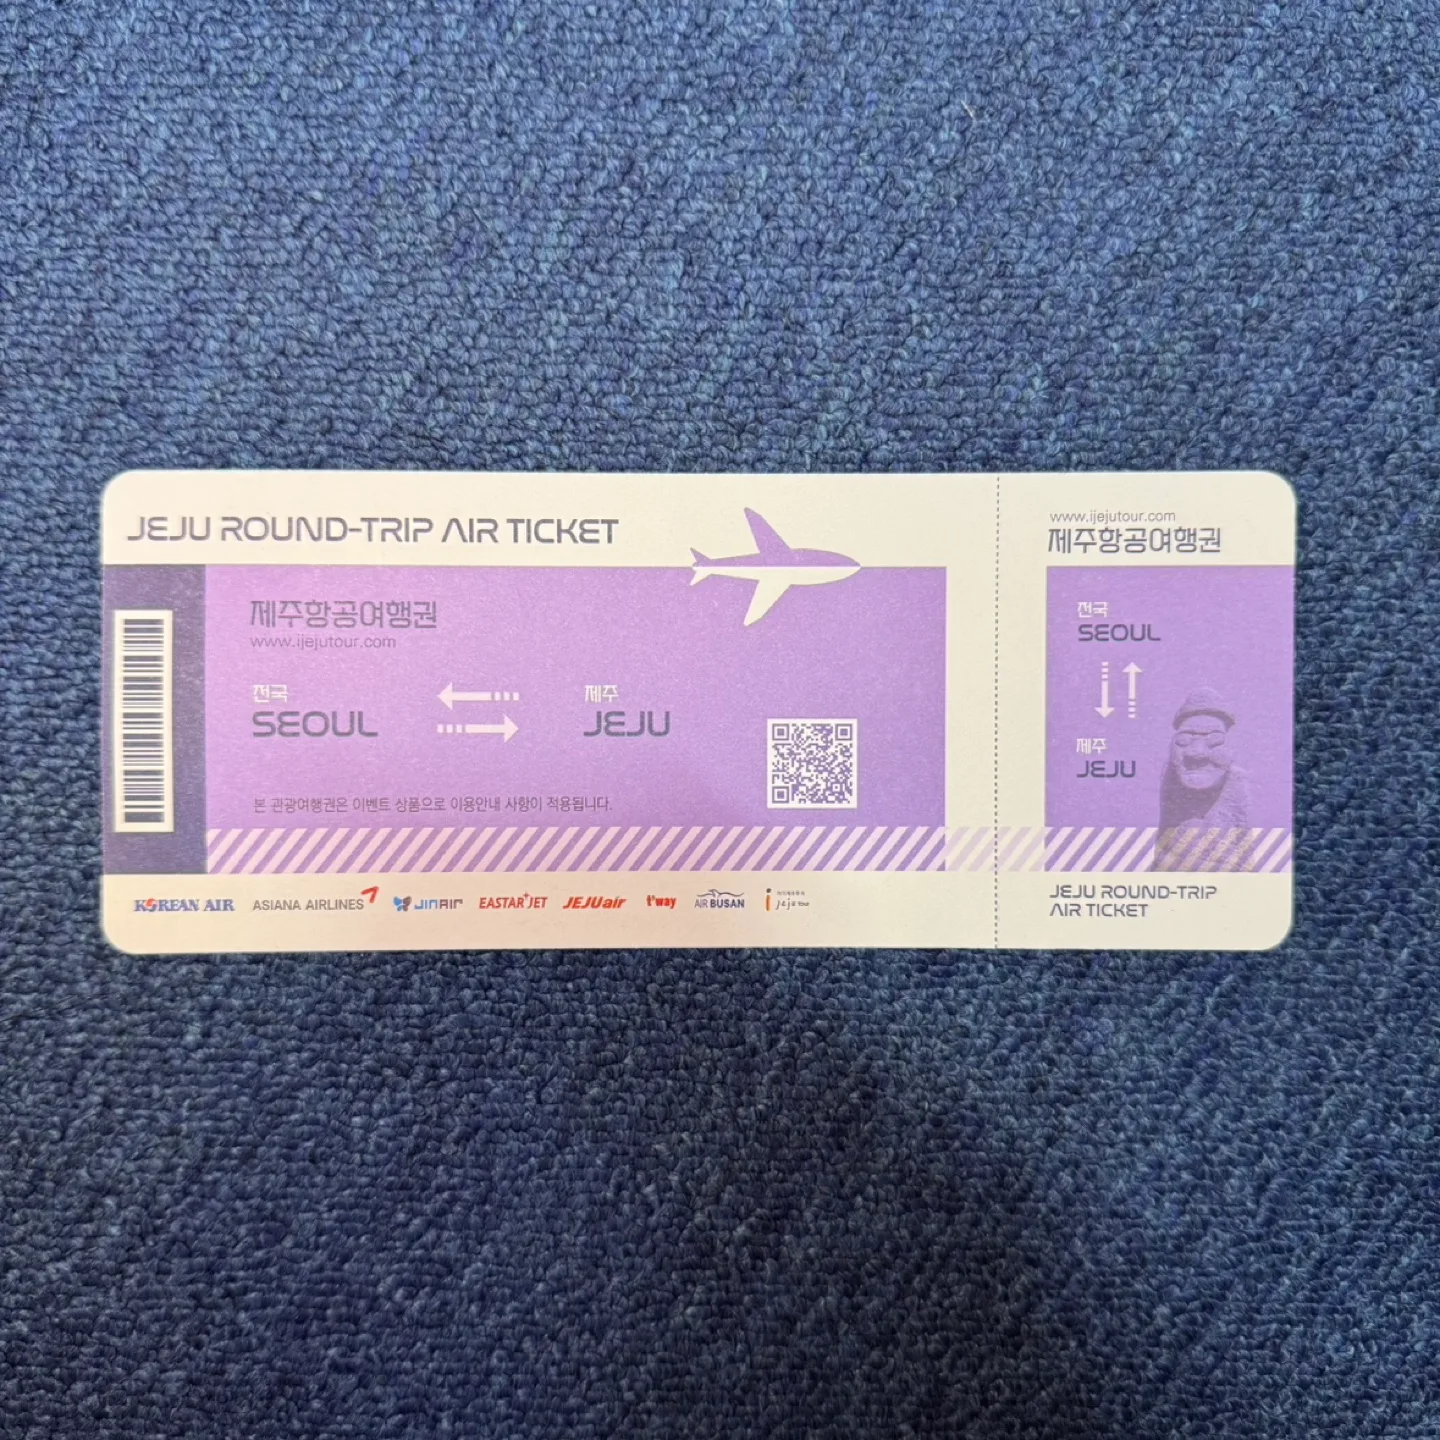 JEJU ROUND-TRIP AIR TICKET
제주항공여행권
www.ijejutour.com
전국
SEOUL
제주
JEJU
본 관광여행권은 이벤트 상품으로 이용안내 사항이 적용됩니다.
KOREAN AIR ASIANA AIRLINES JINAIR EASTAR JET JEJUair t'way AIR BUSAN i jeju tour
www.ijejutour.com
제주항공여행권
전국
SEOUL
제주
JEJU
JEJU ROUND-TRIP
AIR TICKET